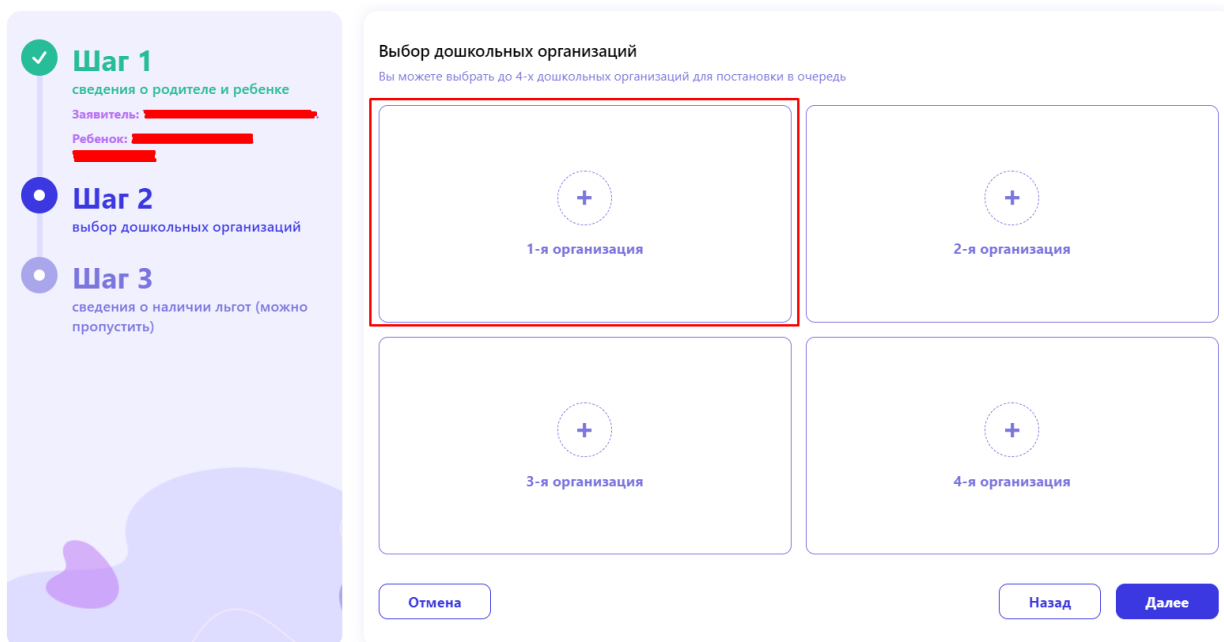 Шаг 1
сведения о родителе и ребенке
Заявитель:
Ребенок:
Шаг 2
выбор дошкольных организаций
Шаг 3
сведения о наличии льгот (можно
пропустить)
Выбор дошкольных организаций
Вы можете выбрать до 4-х дошкольных организаций для постановки в очередь
+
1-я организация
+
2-я организация
+
3-я организация
+
4-я организация
Отмена
Назад
Далее